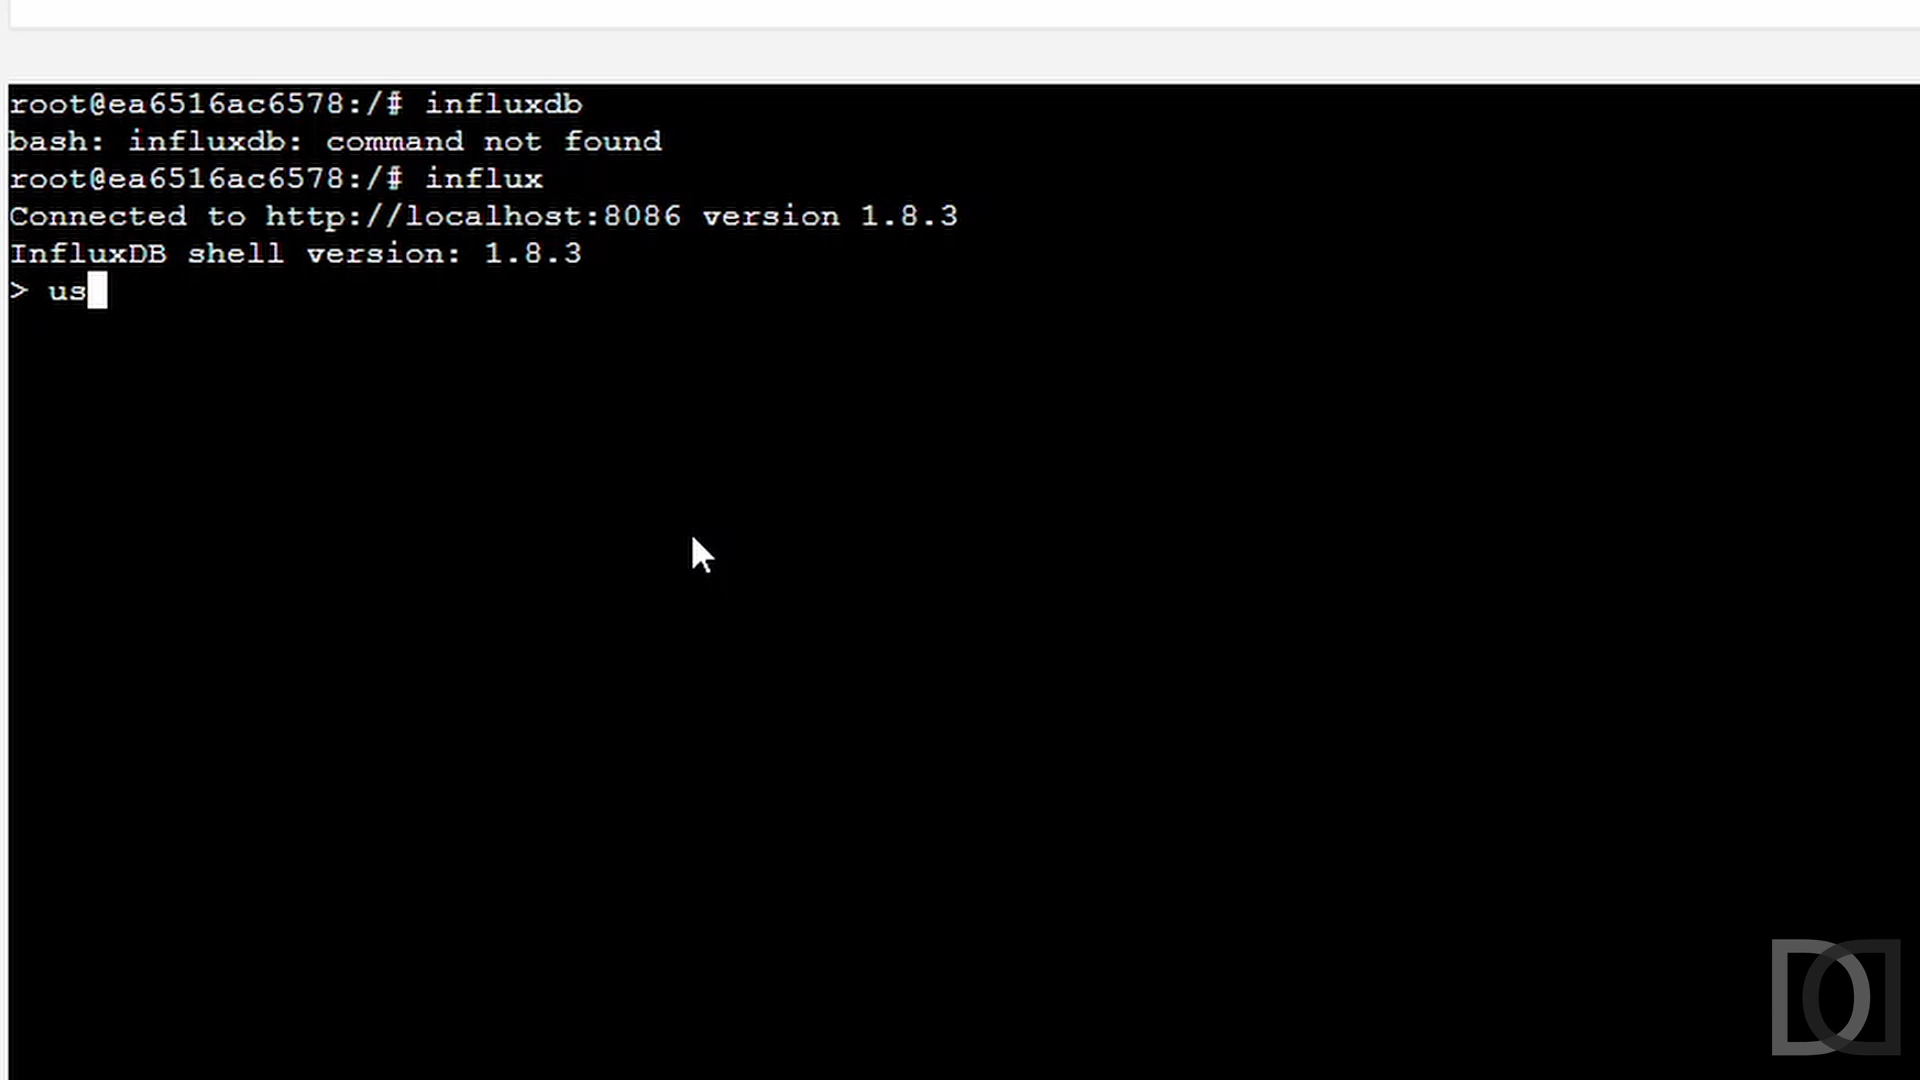 root@ea6516ac6578:/# influxdb
bash: influxdb: command not found
root@ea6516ac6578:/# influx
Connected to http://localhost:8086 version 1.8.3
InfluxDB shell version: 1.8.3
> us